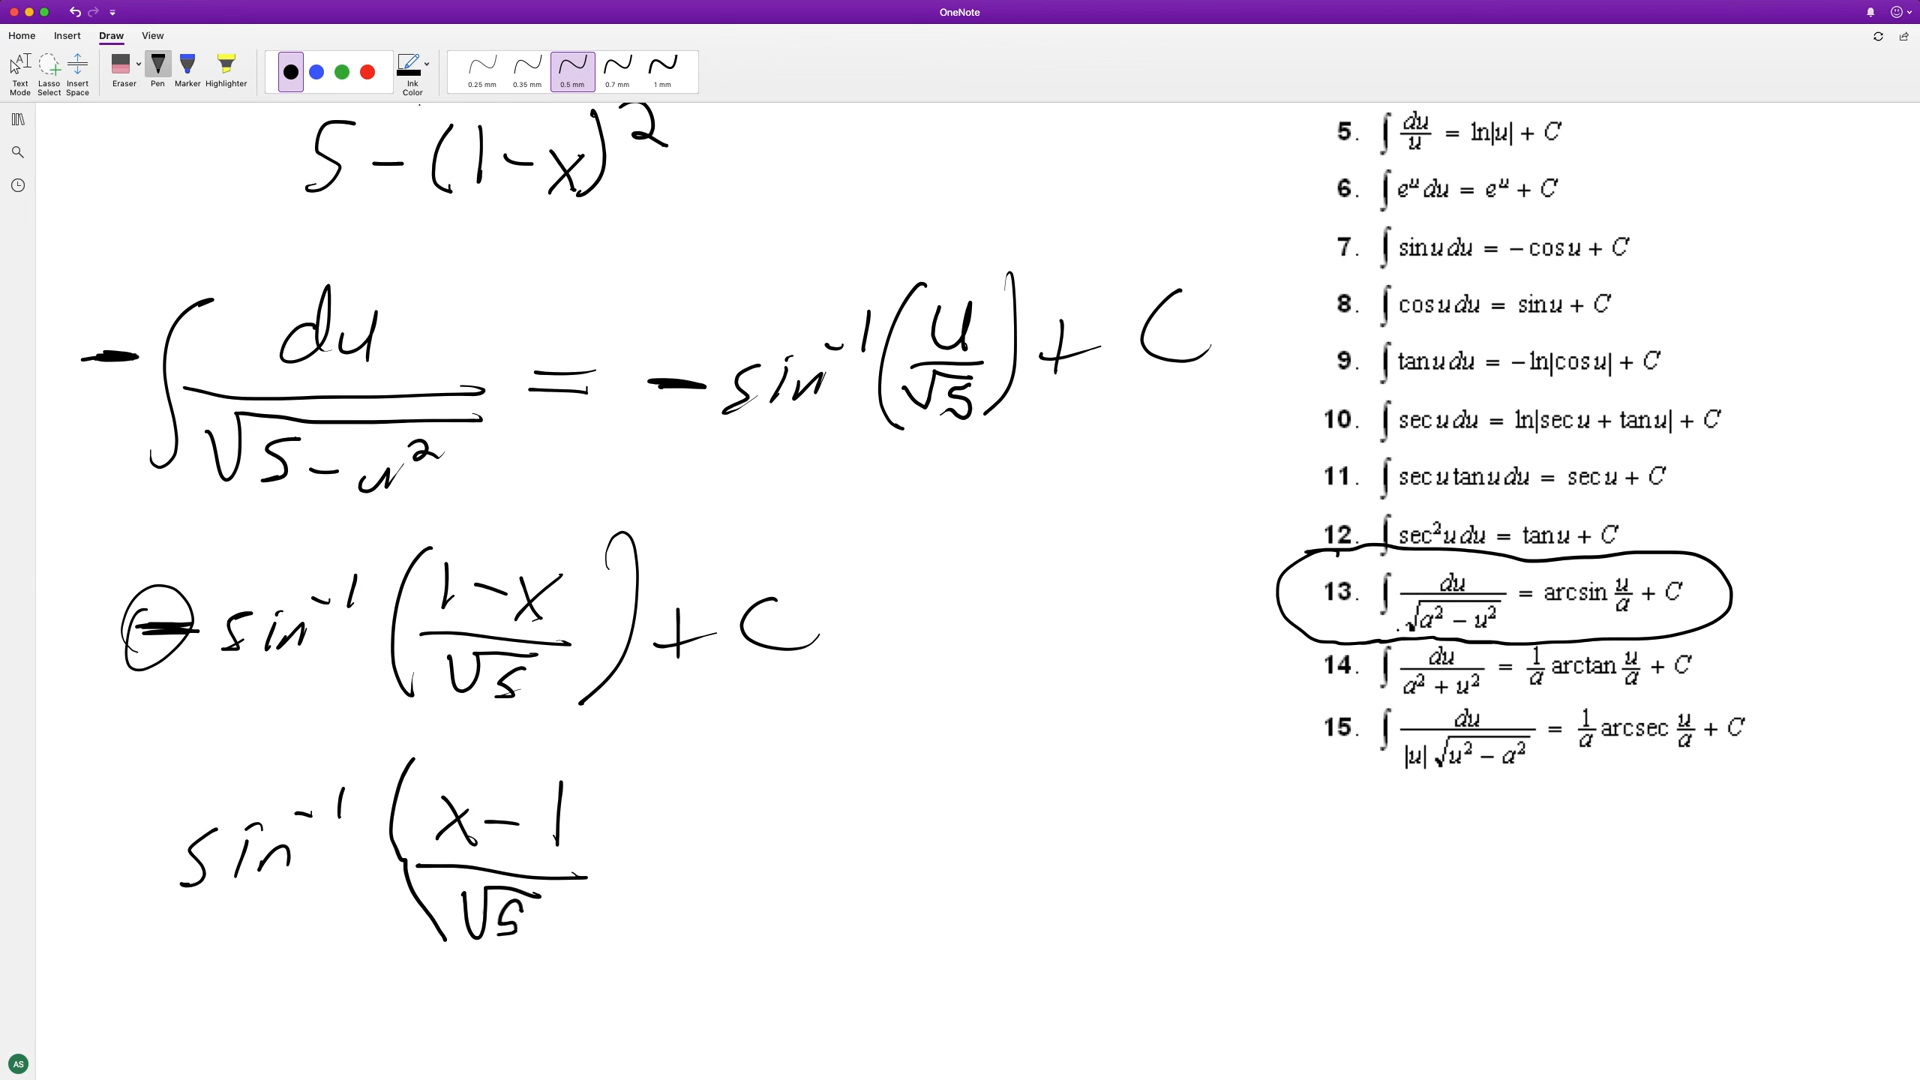 OneNote
Home Insert Draw View
Text Mode
Lasso Select
Insert Space
Eraser
Pen
Marker
Highlighter
Ink Color
0.25 mm
0.35 mm
0.5 mm
0.7 mm
1 mm
5 - (1 - x)²
-∫ du / √(5 - u²) = - sin⁻¹(u/√5) + C
- sin⁻¹((1 - x)/√5) + C
sin⁻¹((x - 1)/√5
5. ∫ du/u = ln|u| + C
6. ∫ eᵘ du = eᵘ + C
7. ∫ sin u du = - cos u + C
8. ∫ cos u du = sin u + C
9. ∫ tan u du = - ln|cos u| + C
10. ∫ sec u du = ln|sec u + tan u| + C
11. ∫ sec u tan u du = sec u + C
12. ∫ sec² u du = tan u + C
13. ∫ du / √(a² - u²) = arcsin u/a + C
14. ∫ du / (a² + u²) = 1/a arctan u/a + C
15. ∫ du / (|u| √(u² - a²)) = 1/a arcsec u/a + C
AS